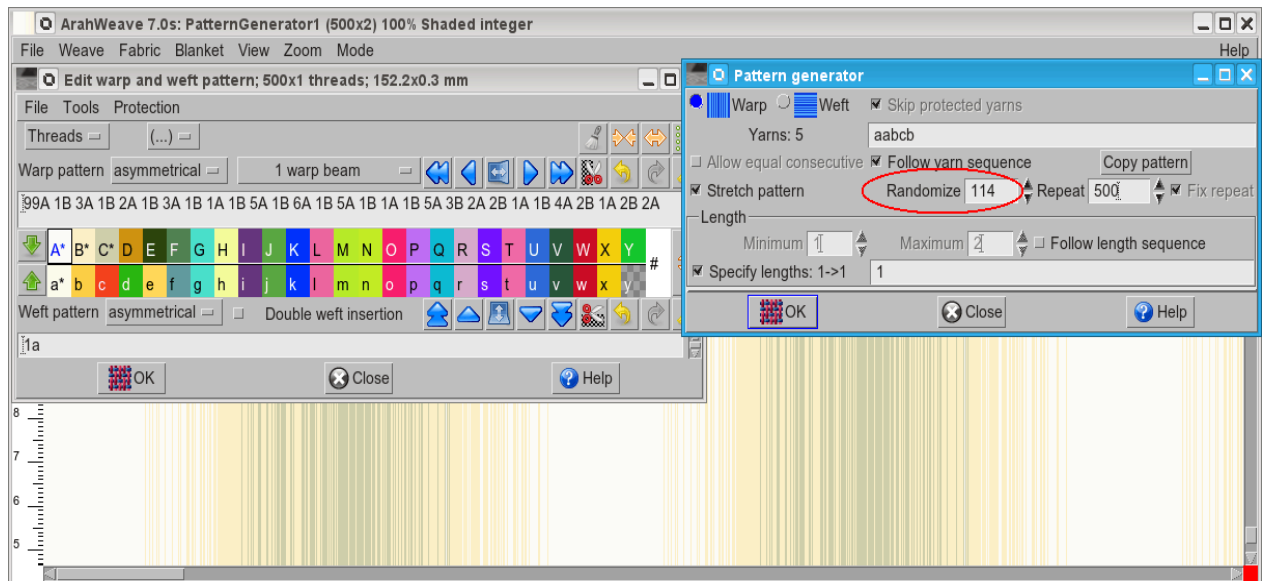 ArahWeave 7.0s: PatternGenerator1 (500x2) 100% Shaded integer
File Weave Fabric Blanket View Zoom Mode Help
Edit warp and weft pattern; 500x1 threads; 152.2x0.3 mm
File Tools Protection
Threads (...)
Warp pattern asymmetrical 1 warp beam
99A 1B 3A 1B 2A 1B 3A 1B 1A 1B 5A 1B 6A 1B 5A 1B 1A 1B 5A 3B 2A 2B 1A 1B 4A 2B 1A 2B 2A
A* B* C* D E F G H I J K L M N O P Q R S T U V W X Y #
a* b c d e f g h i j k l m n o p q r s t u v w x y
Weft pattern asymmetrical Double weft insertion
1a
OK Close Help
Pattern generator
Warp Weft Skip protected yarns
Yarns: 5 aabcb
Allow equal consecutive Follow yarn sequence Copy pattern
Stretch pattern Randomize 114 Repeat 500 Fix repeat
Length
Minimum 1 Maximum 2 Follow length sequence
Specify lengths: 1->1 1
OK Close Help
8
7
6
5